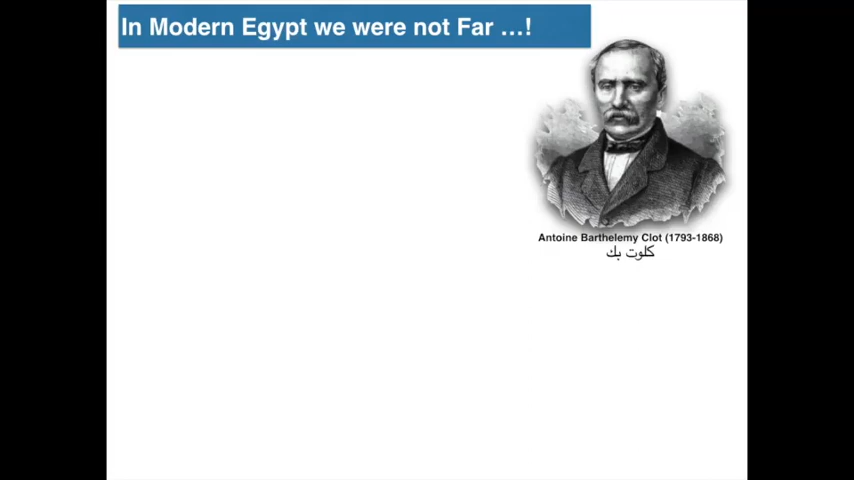 In Modern Egypt we were not Far ...!
Antoine Barthelemy Clot (1793-1868)
كلوت بك